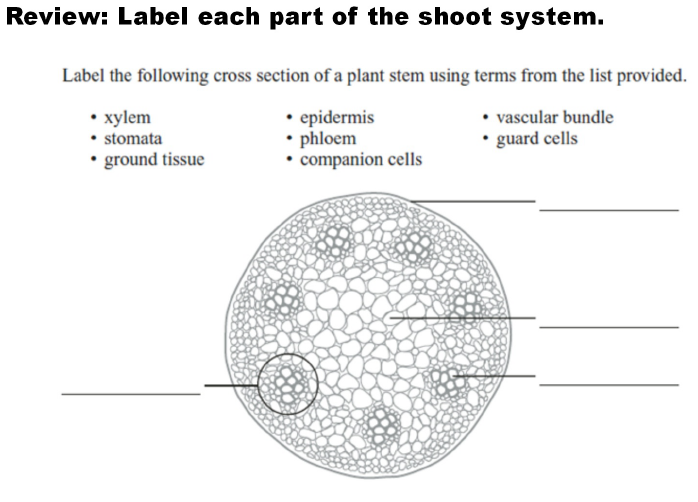 Review: Label each part of the shoot system.
Label the following cross section of a plant stem using terms from the list provided.
• xylem • epidermis • vascular bundle
• stomata • phloem • guard cells
• ground tissue • companion cells